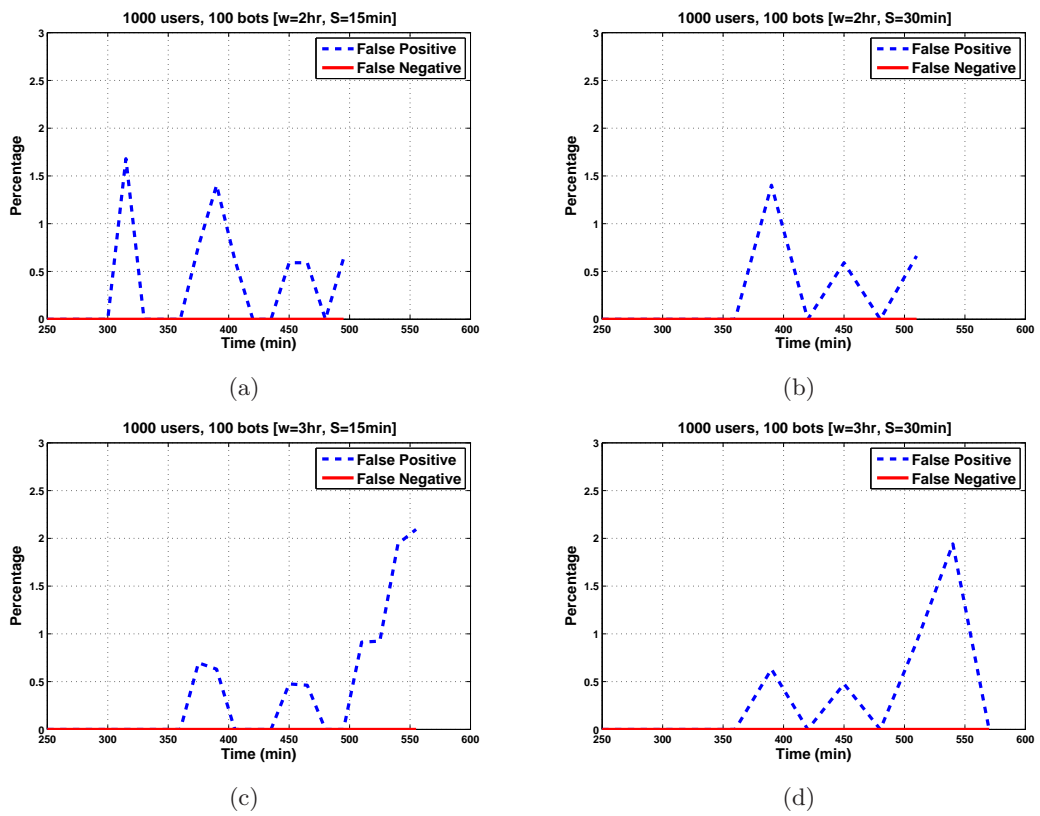 1000 users, 100 bots [w=2hr, S=15min]
3
2.5
2
1.5
1
0.5
0
Percentage
False Positive
False Negative
250 300 350 400 450 500 550 600
Time (min)
(a)
1000 users, 100 bots [w=2hr, S=30min]
3
2.5
2
1.5
1
0.5
0
Percentage
False Positive
False Negative
250 300 350 400 450 500 550 600
Time (min)
(b)
1000 users, 100 bots [w=3hr, S=15min]
3
2.5
2
1.5
1
0.5
0
Percentage
False Positive
False Negative
250 300 350 400 450 500 550 600
Time (min)
(c)
1000 users, 100 bots [w=3hr, S=30min]
3
2.5
2
1.5
1
0.5
0
Percentage
False Positive
False Negative
250 300 350 400 450 500 550 600
Time (min)
(d)